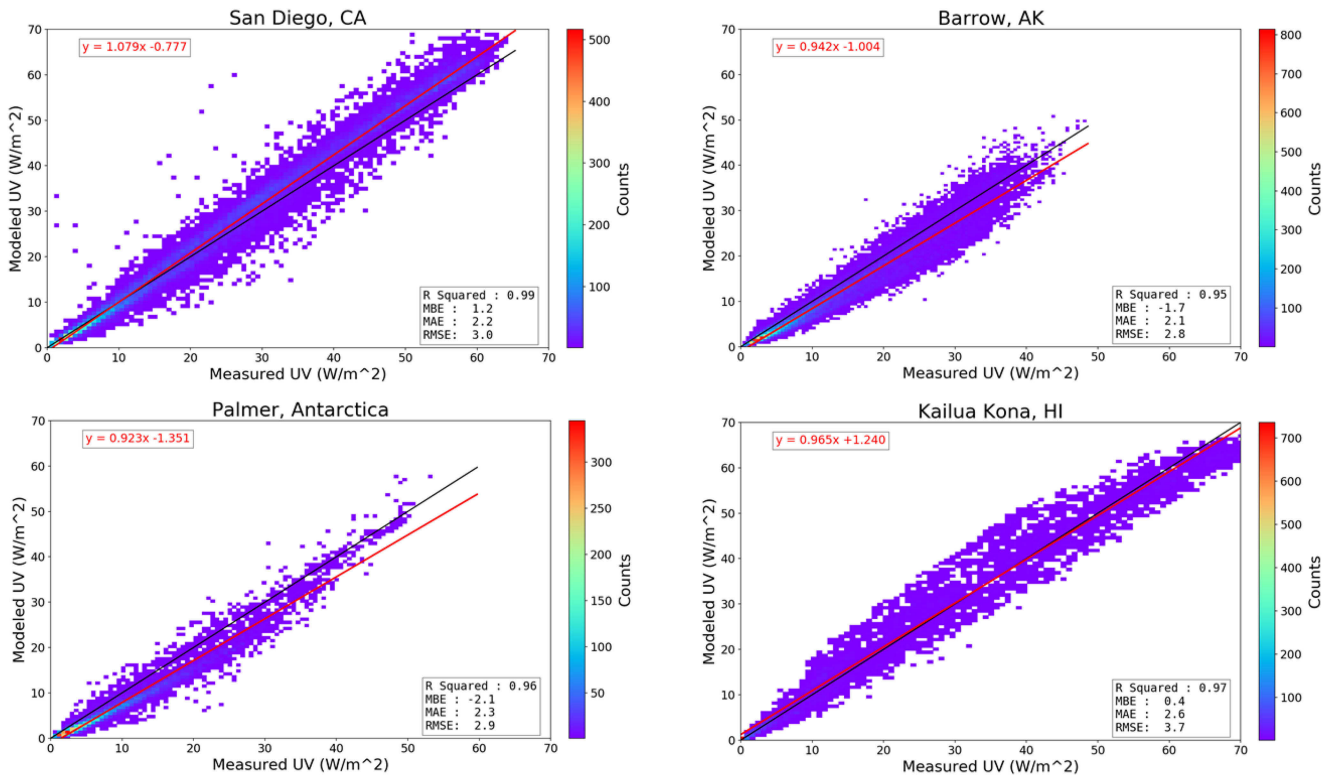 San Diego, CA
y = 1.079x -0.777
70
60
50
40
30
20
10
0
Modeled UV (W/m^2)
0 10 20 30 40 50 60 70
Measured UV (W/m^2)
R Squared : 0.99
MBE : 1.2
MAE : 2.2
RMSE: 3.0
500
400
300
200
100
Counts
Barrow, AK
y = 0.942x -1.004
70
60
50
40
30
20
10
0
Modeled UV (W/m^2)
0 10 20 30 40 50 60 70
Measured UV (W/m^2)
R Squared : 0.95
MBE : -1.7
MAE : 2.1
RMSE: 2.8
800
700
600
500
400
300
200
100
Counts
Palmer, Antarctica
y = 0.923x -1.351
70
60
50
40
30
20
10
0
Modeled UV (W/m^2)
0 10 20 30 40 50 60 70
Measured UV (W/m^2)
R Squared : 0.96
MBE : -2.1
MAE : 2.3
RMSE: 2.9
300
250
200
150
100
50
Counts
Kailua Kona, HI
y = 0.965x +1.240
70
60
50
40
30
20
10
0
Modeled UV (W/m^2)
0 10 20 30 40 50 60 70
Measured UV (W/m^2)
R Squared : 0.97
MBE : 0.4
MAE : 2.6
RMSE: 3.7
700
600
500
400
300
200
100
Counts